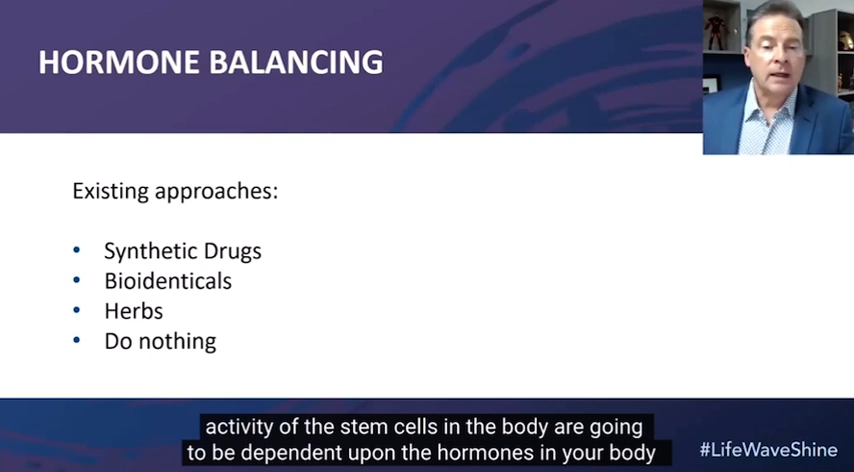 HORMONE BALANCING
Existing approaches:
• Synthetic Drugs
• Bioidenticals
• Herbs
• Do nothing
activity of the stem cells in the body are going
to be dependent upon the hormones in your body
#LifeWaveShine